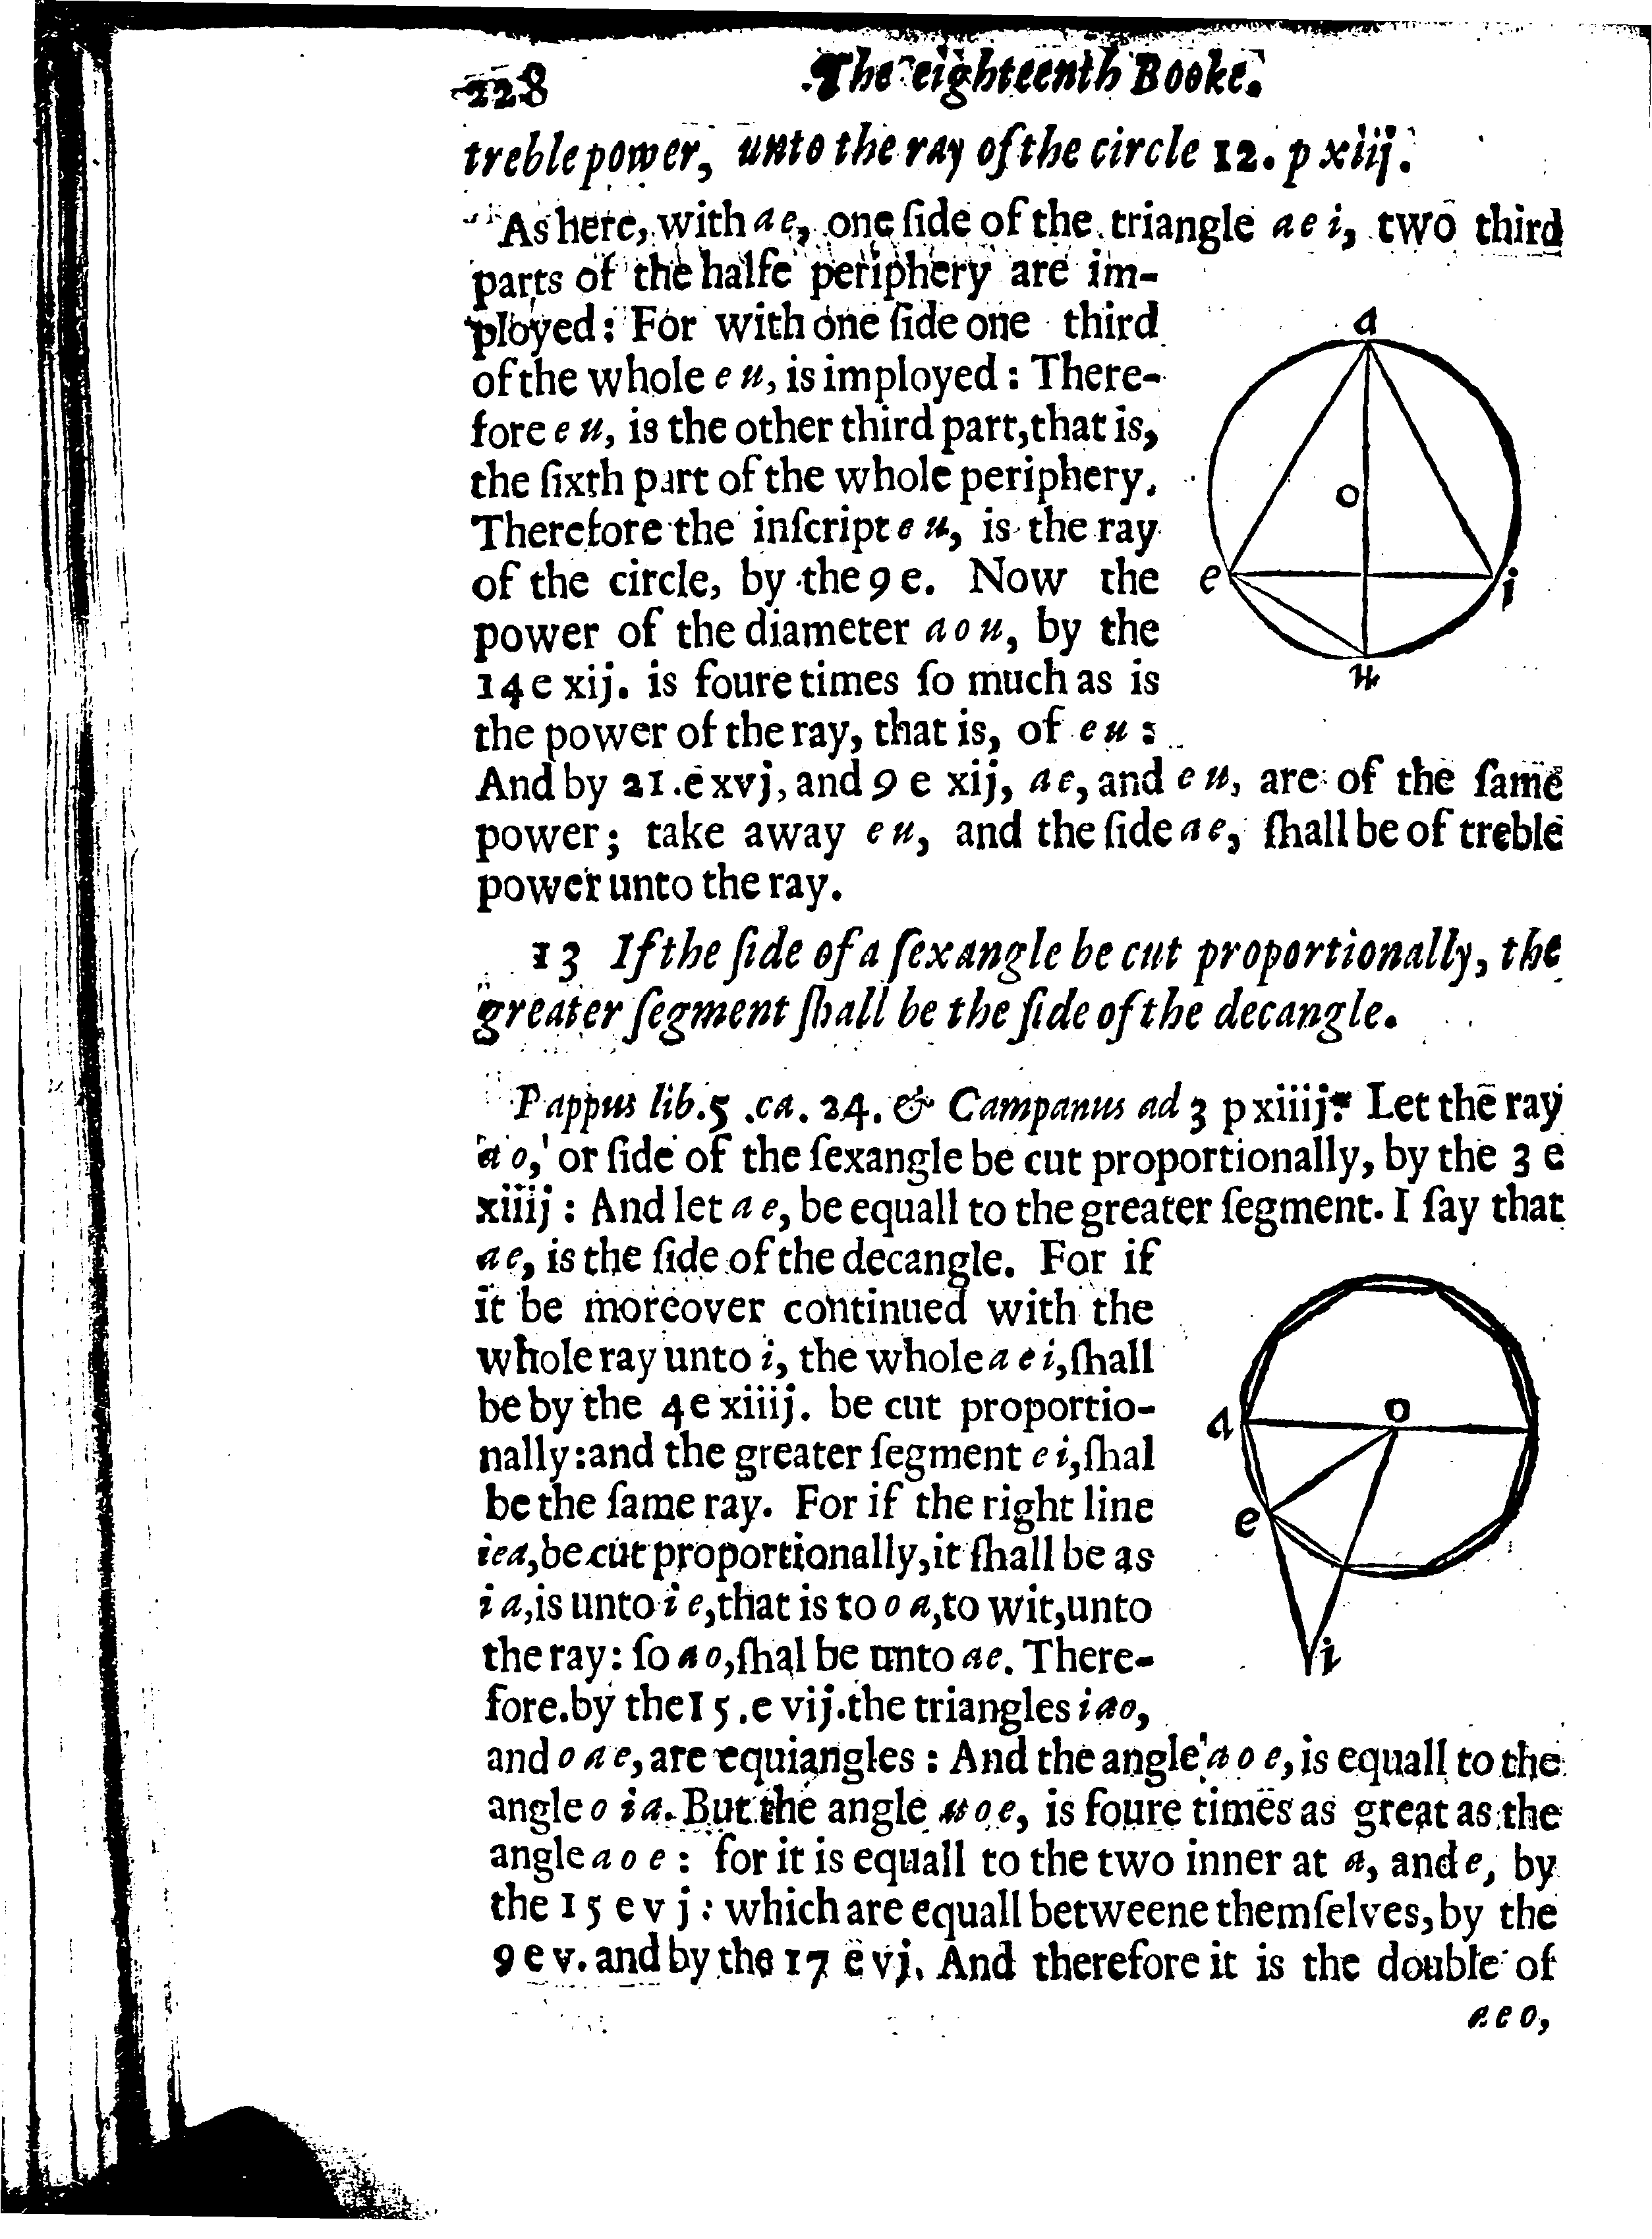 228 The eighteenth Booke.
treble power, unto the ray of the circle 12. p xiij.
As here, with a e, one ſide of the triangle a e i, two third
parts of the halfe periphery are im-
ployed: For with one ſide one third
of the whole e u, is imployed: There-
fore e u, is the other third part, that is,
the ſixth part of the whole periphery.
Therefore the inſcript e u, is the ray
of the circle, by the 9 e. Now the
power of the diameter a o u, by the
14 e xij. is foure times ſo much as is
the power of the ray, that is, of e u:
And by 21.e xvj, and 9 e xij, a e, and e u, are of the ſame
power; take away e u, and the ſide a e, ſhall be of treble
power unto the ray.
a
o
e
i
u
13 If the ſide of a ſexangle be cut proportionally, the
greater ſegment ſhall be the ſide of the decangle.
Pappus lib.5.ca. 24. & Campanus ad 3 p xiiij. Let the ray
a o, or ſide of the ſexangle be cut proportionally, by the 3 e
xiiij: And let a e, be equall to the greater ſegment. I ſay that
a e, is the ſide of the decangle. For if
it be moreover continued with the
whole ray unto i, the whole a e i, ſhall
be by the 4 e xiiij. be cut proportio-
nally: and the greater ſegment e i, ſhal
be the ſame ray. For if the right line
iea, be cut proportionally, it ſhall be as
i a, is unto i e, that is to o a, to wit, unto
the ray: ſo a o, ſhal be unto ae. There-
fore.by the 15.e vij. the triangles iao,
a
o
e
i
and o a e, are equiangles: And the angle a o e, is equall to the
angle o i a. But the angle u o e, is foure times as great as the
angle a o e: for it is equall to the two inner at a, and e, by
the 15 e v j: which are equall betweene themſelves, by the
9 e v. and by the 17 e vj. And therefore it is the double of
a e o,